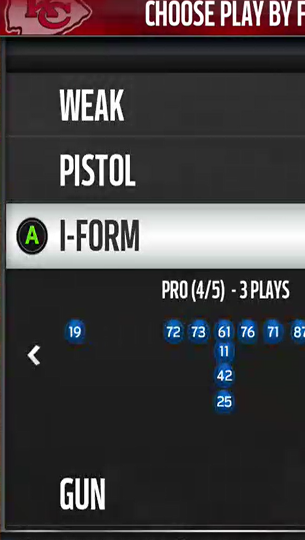 KC
CHOOSE PLAY BY F
WEAK
PISTOL
A I-FORM
PRO (4/5) - 3 PLAYS
19 72 73 61 76 71 87
11
42
25
GUN